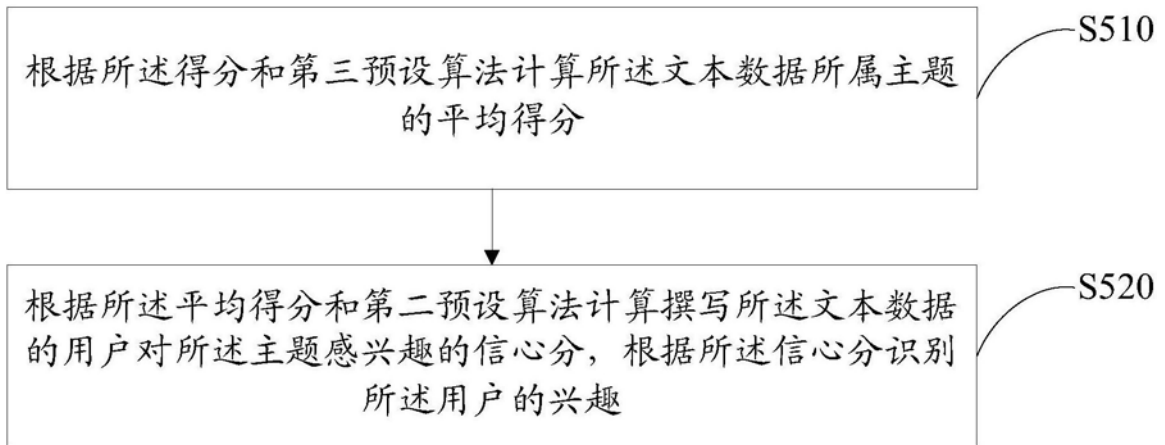 S510
根据所述得分和第三预设算法计算所述文本数据所属主题
的平均得分
S520
根据所述平均得分和第二预设算法计算撰写所述文本数据
的用户对所述主题感兴趣的信心分，根据所述信心分识别
所述用户的兴趣